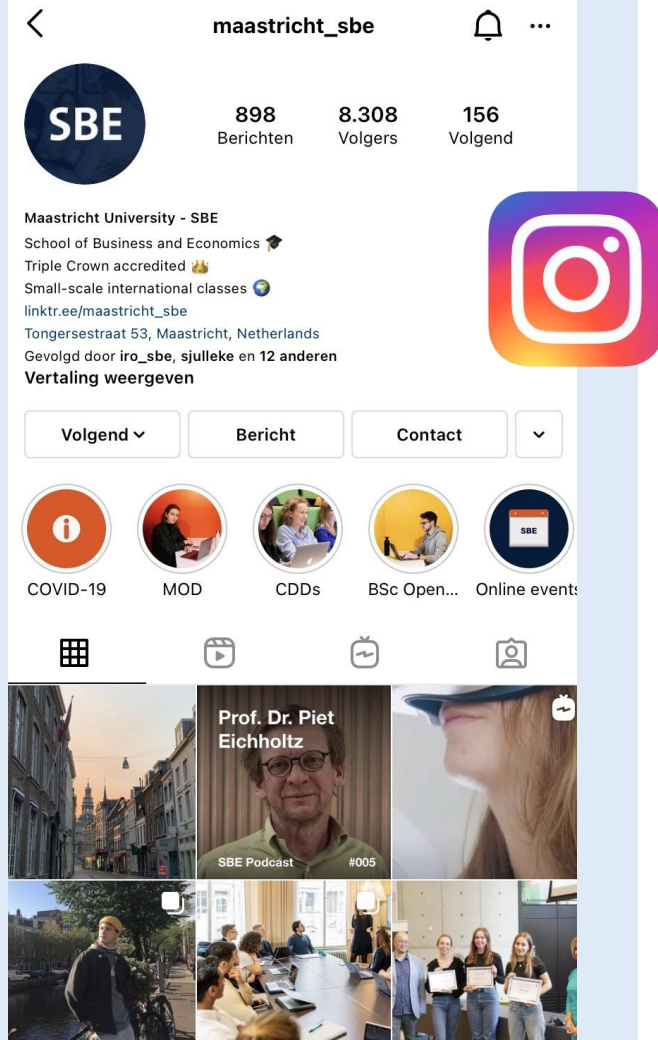 maastricht_sbe
SBE
898 8.308 156
Berichten Volgers Volgend
Maastricht University - SBE
School of Business and Economics 🎓
Triple Crown accredited 👑
Small-scale international classes 🌍
linktr.ee/maastricht_sbe
Tongersestraat 53, Maastricht, Netherlands
Gevolgd door iro_sbe, sjulleke en 12 anderen
Vertaling weergeven
Volgend Bericht Contact
SBE
COVID-19 MOD CDDs BSc Open... Online events
Prof. Dr. Piet
Eichholtz
SBE Podcast #005